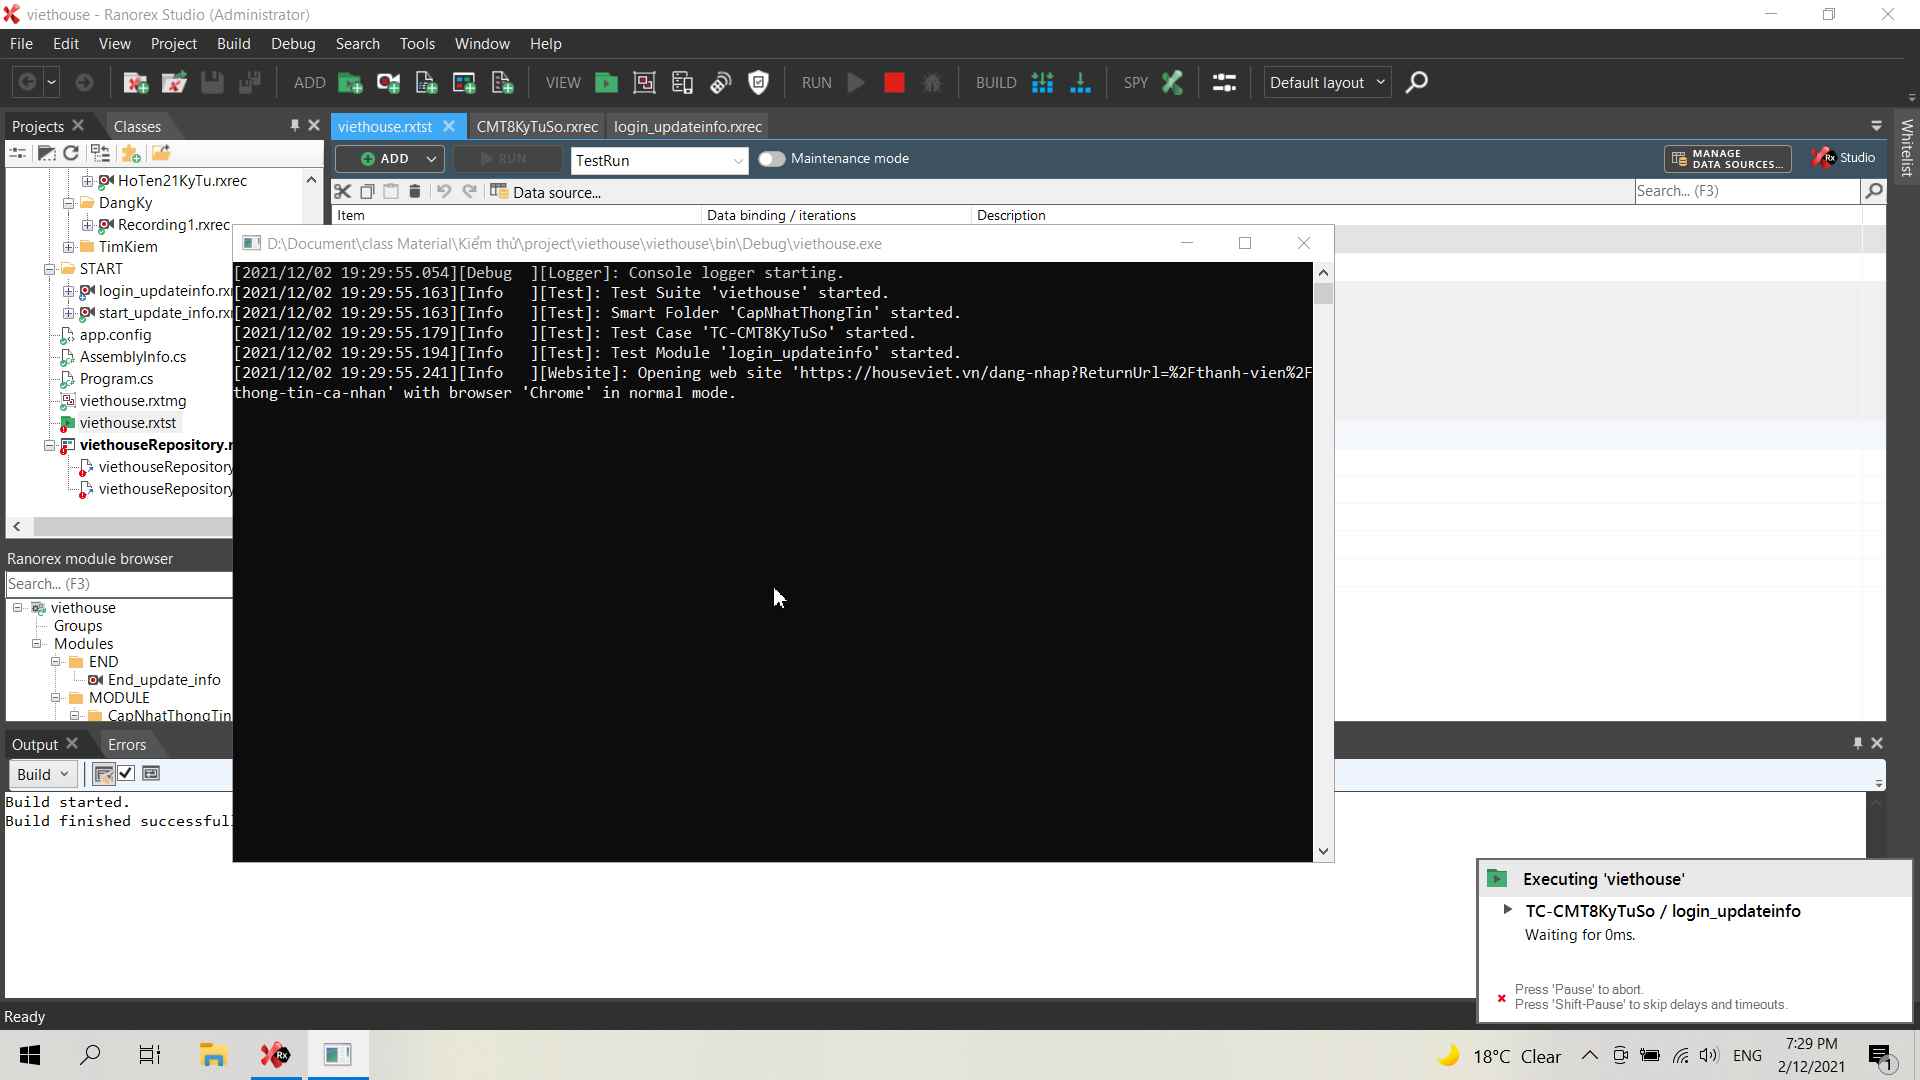 viethouse - Ranorex Studio (Administrator)
File Edit View Project Build Debug Search Tools Window Help
ADD VIEW RUN BUILD SPY Default layout
Projects Classes
viethouse.rxtst CMT8KyTuSo.rxrec login_updateinfo.rxrec
Whitelist
ADD RUN TestRun Maintenance mode
MANAGE
DATA SOURCES...
Rx Studio
Data source...
Search... (F3)
Item Data binding / iterations Description
HoTen21KyTu.rxrec
DangKy
Recording1.rxrec
TimKiem
START
login_updateinfo.rx
start_update_info.rx
app.config
AssemblyInfo.cs
Program.cs
viethouse.rxtmg
viethouse.rxtst
viethouseRepository.r
viethouseRepository
viethouseRepository
D:\Document\class Material\Kiểm thử\project\viethouse\viethouse\bin\Debug\viethouse.exe
[2021/12/02 19:29:55.054][Debug  ][Logger]: Console logger starting.
[2021/12/02 19:29:55.163][Info   ][Test]: Test Suite 'viethouse' started.
[2021/12/02 19:29:55.163][Info   ][Test]: Smart Folder 'CapNhatThongTin' started.
[2021/12/02 19:29:55.179][Info   ][Test]: Test Case 'TC-CMT8KyTuSo' started.
[2021/12/02 19:29:55.194][Info   ][Test]: Test Module 'login_updateinfo' started.
[2021/12/02 19:29:55.241][Info   ][Website]: Opening web site 'https://houseviet.vn/dang-nhap?ReturnUrl=%2Fthanh-vien%2F
thong-tin-ca-nhan' with browser 'Chrome' in normal mode.
Ranorex module browser
Search... (F3)
viethouse
Groups
Modules
END
End_update_info
MODULE
CapNhatThongTin
Output Errors
Build
Build started.
Build finished successfull
Executing 'viethouse'
TC-CMT8KyTuSo / login_updateinfo
Waiting for 0ms.
Press 'Pause' to abort.
Press 'Shift-Pause' to skip delays and timeouts.
Ready
Rx
18°C Clear
ENG
7:29 PM
2/12/2021
1